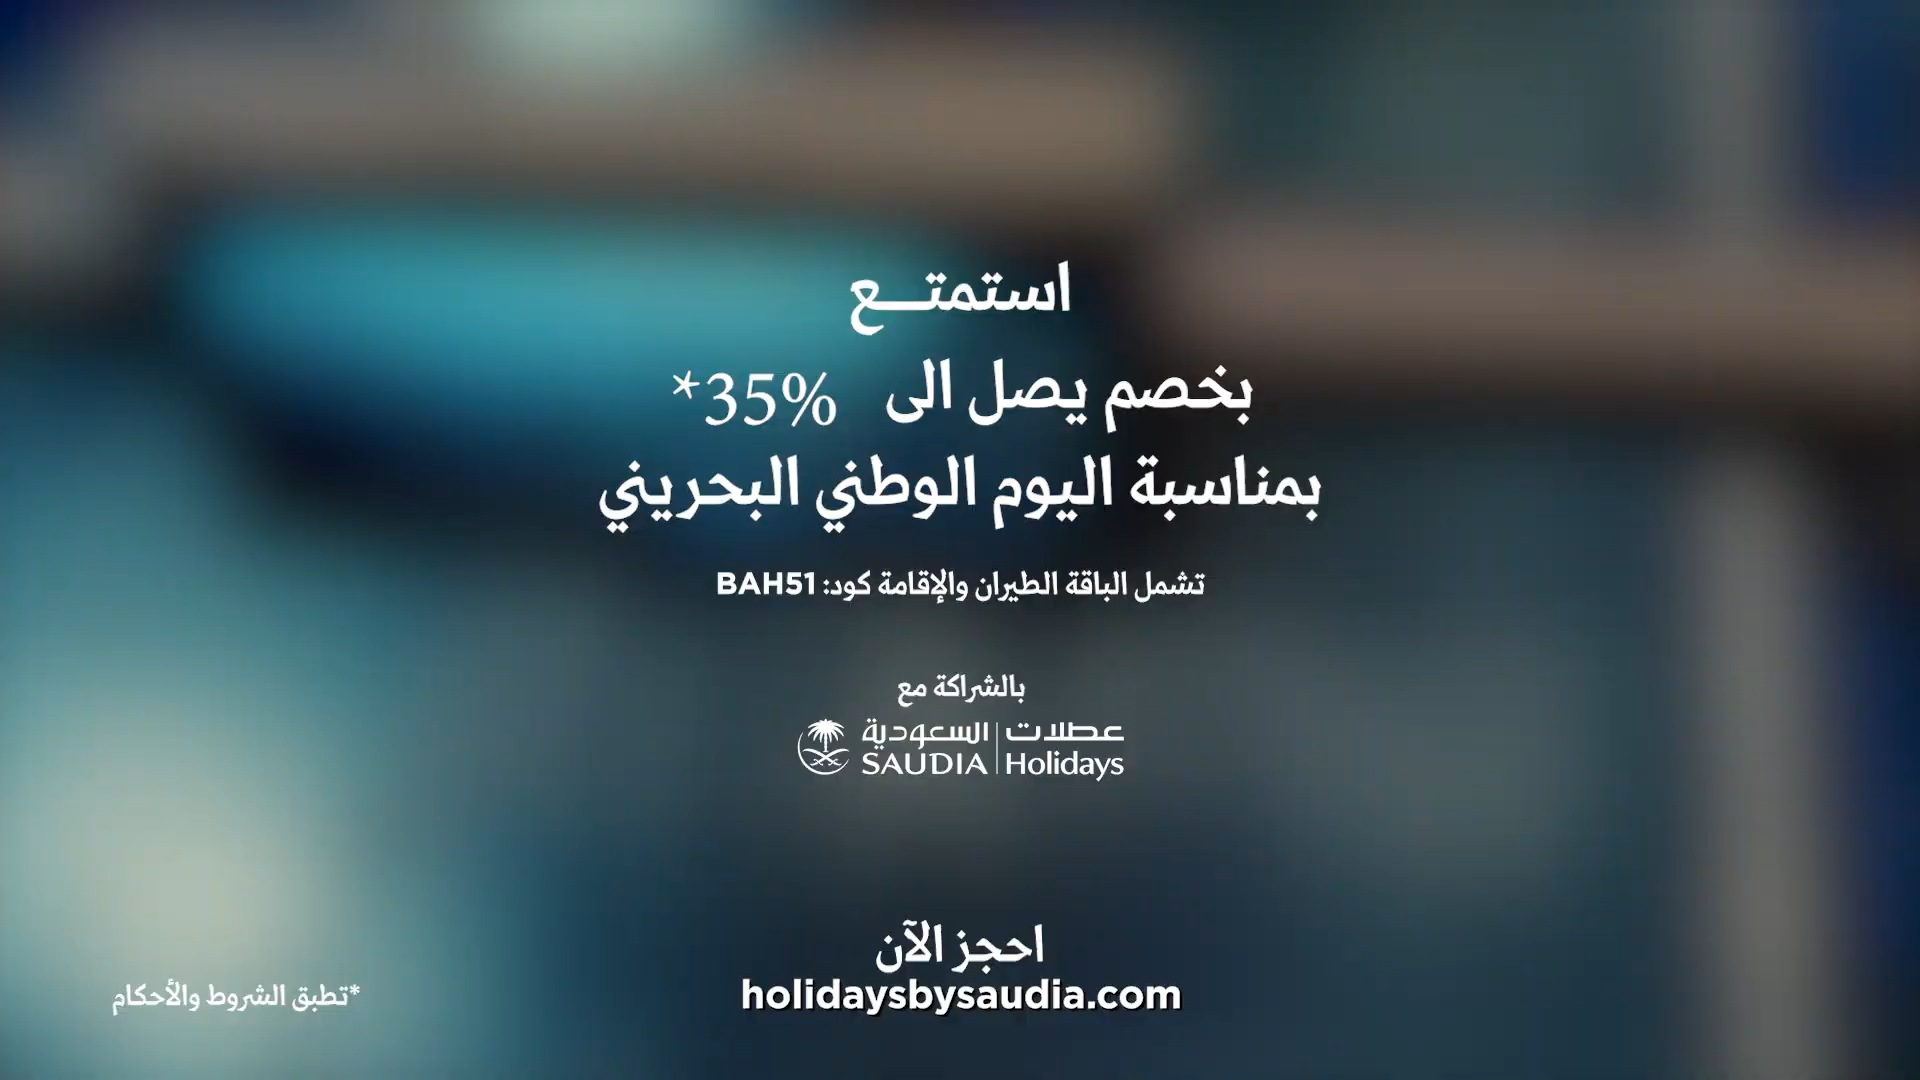 استمتـــع
بخصم يصل الى 35%*
بمناسبة اليوم الوطني البحريني
تشمل الباقة الطيران والإقامة كود: BAH51
بالشراكة مع
عطلات | السعودية
SAUDIA | Holidays
احجز الآن
holidaysbysaudia.com
*تطبق الشروط والأحكام